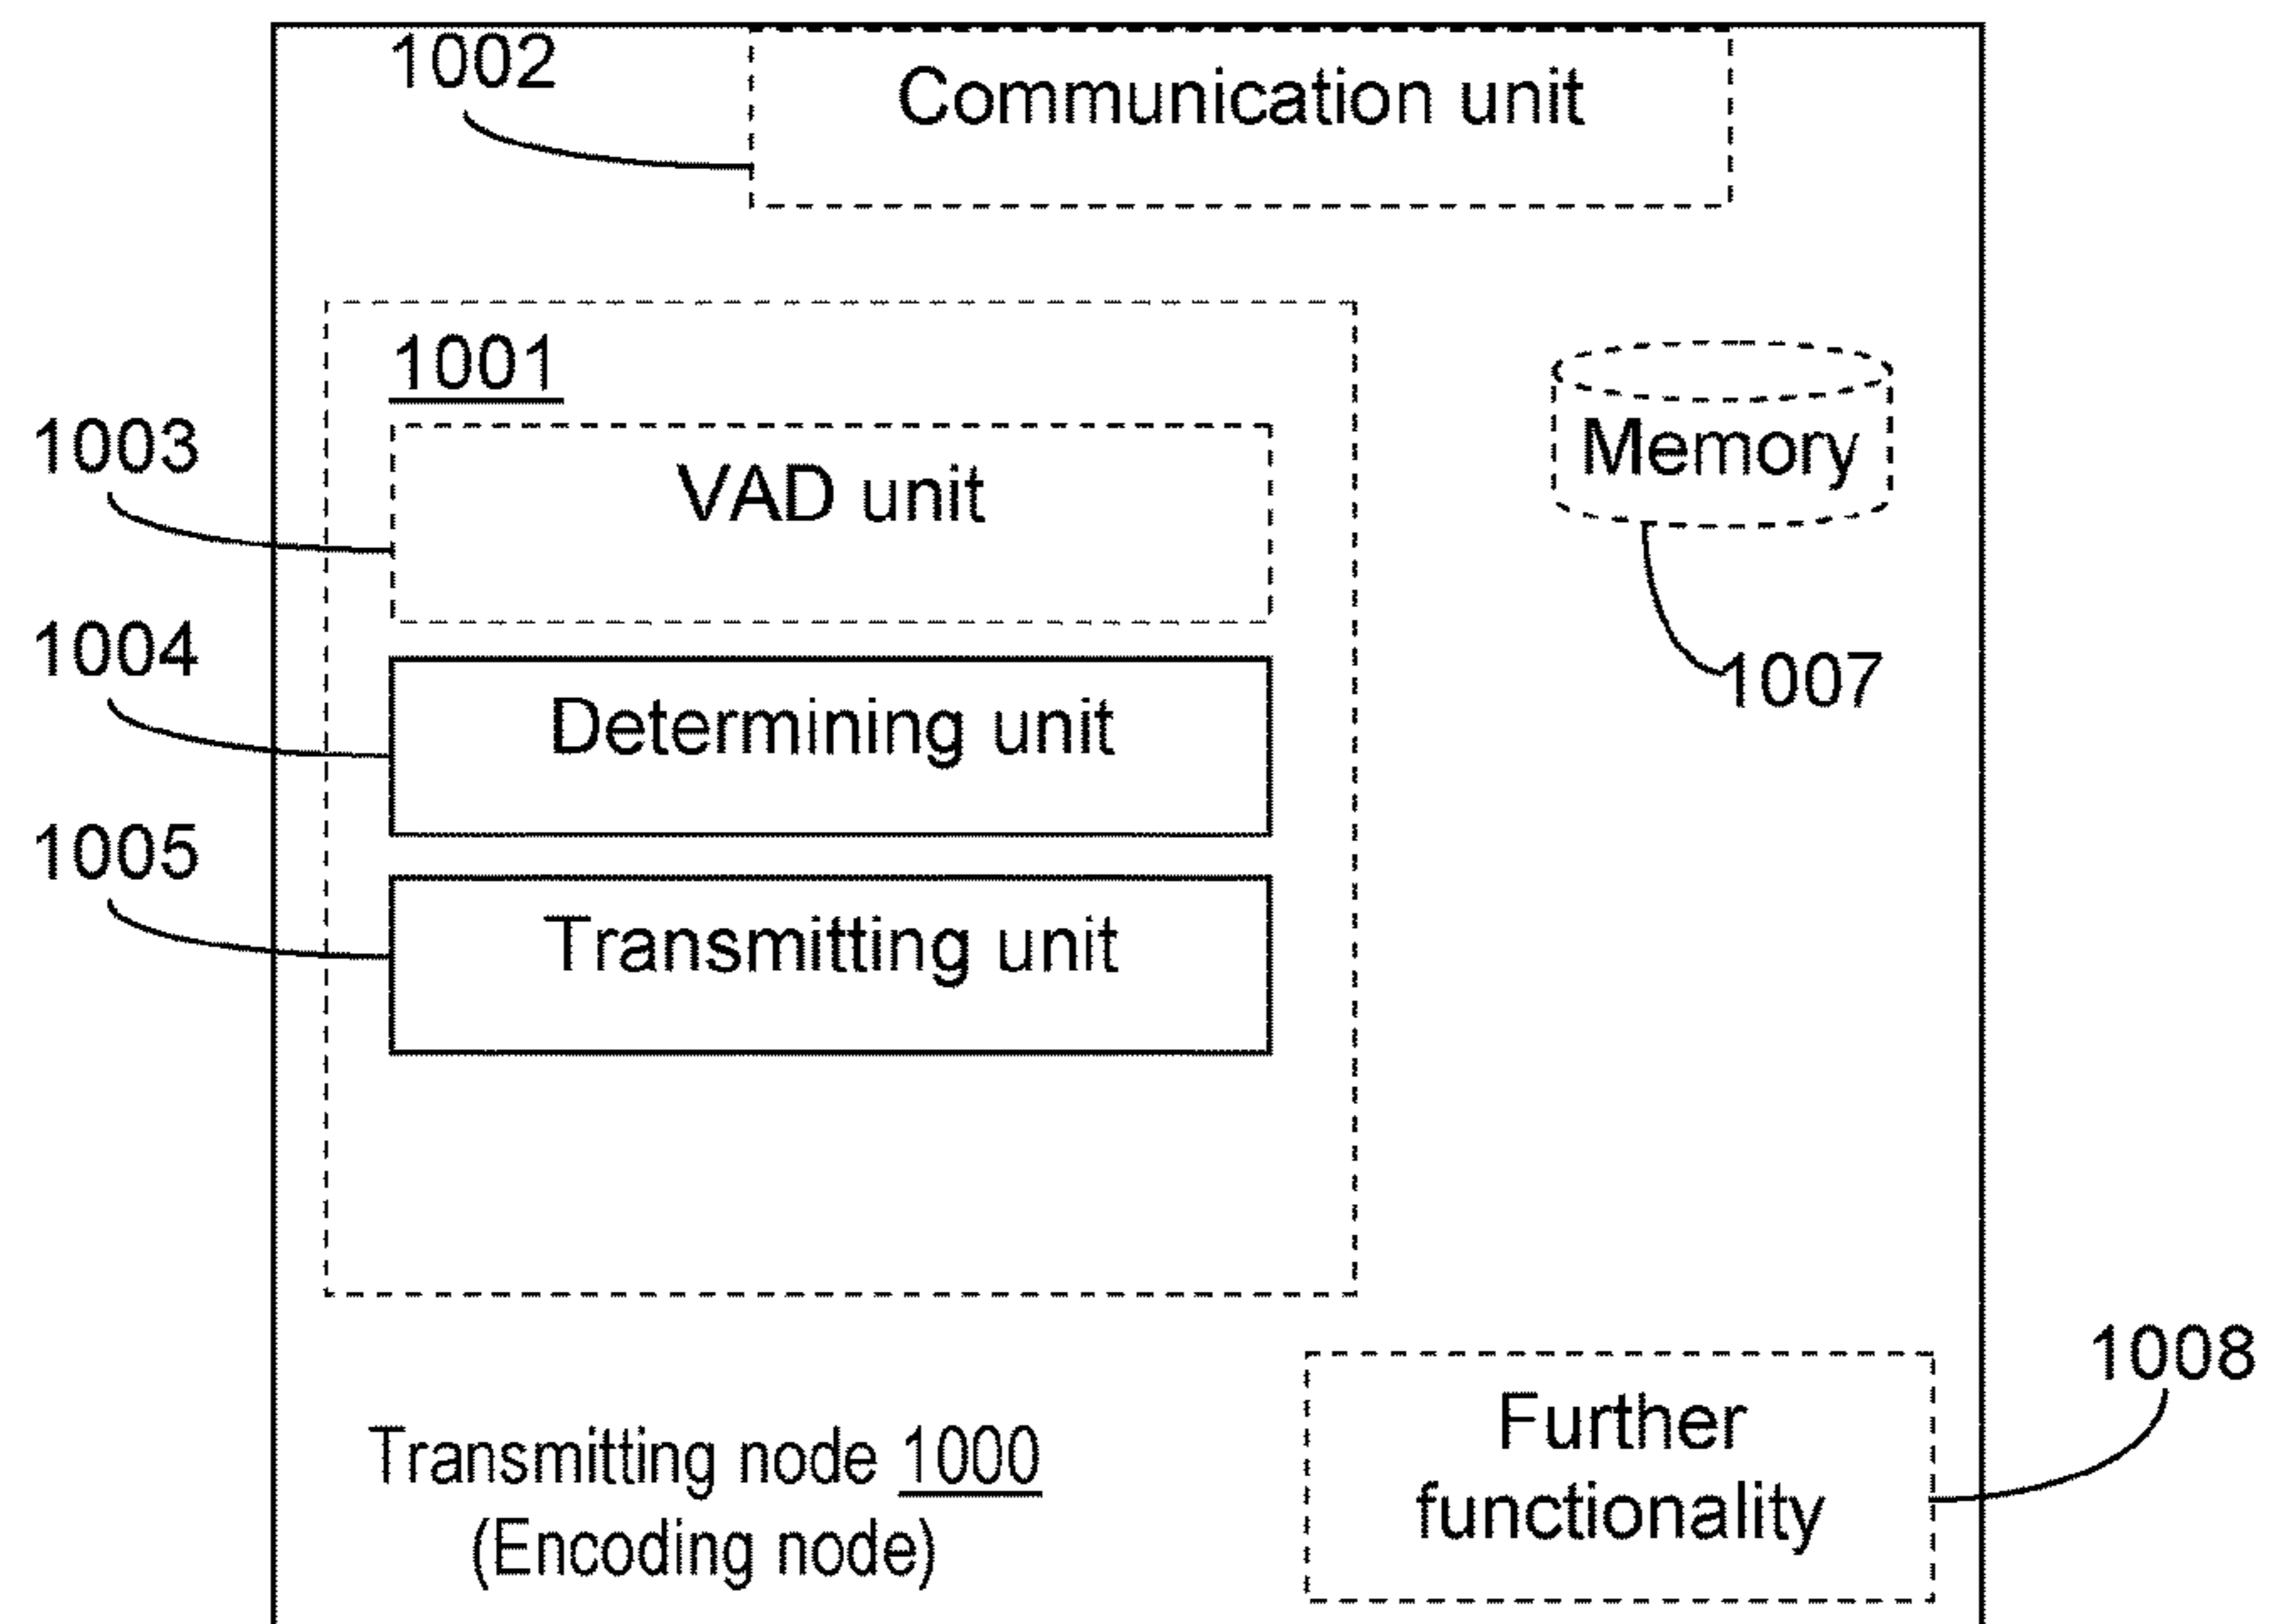 1002
Communication unit
1001
1003
VAD unit
Memory
1004
Determining unit
1007
1005
Transmitting unit
1008
Further
functionality
Transmitting node 1000
(Encoding node)